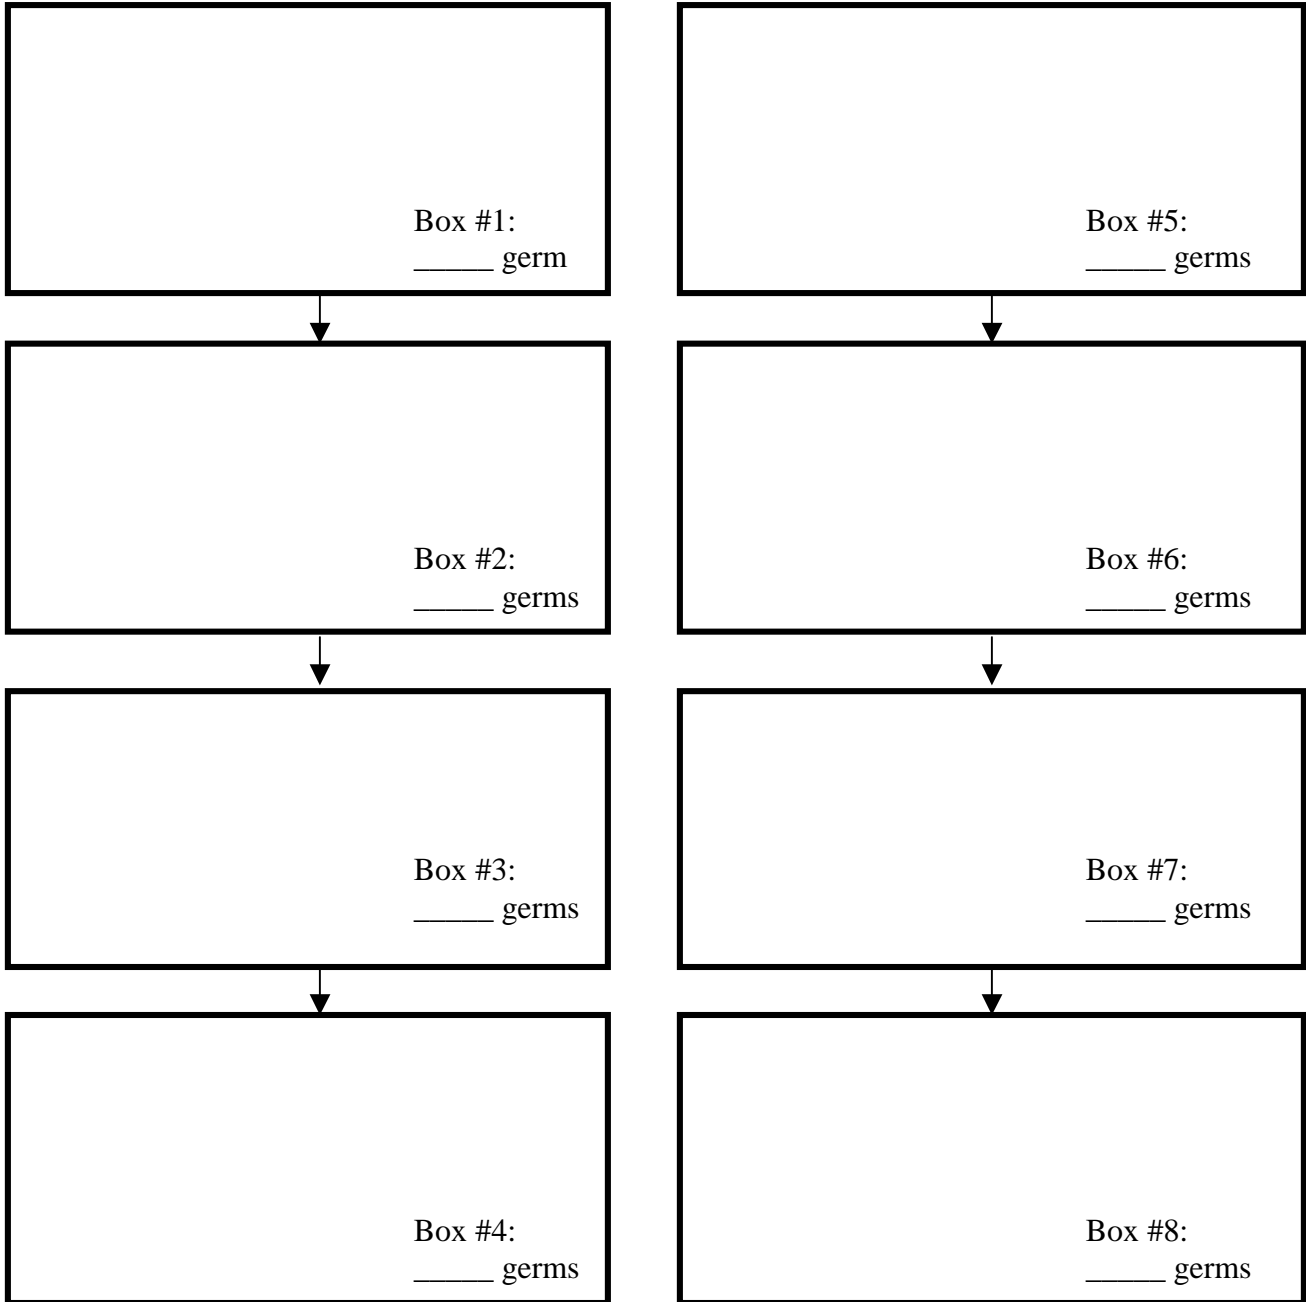 Box #1:
_____ germ
Box #2:
_____ germs
Box #3:
_____ germs
Box #4:
_____ germs
Box #5:
_____ germs
Box #6:
_____ germs
Box #7:
_____ germs
Box #8:
_____ germs